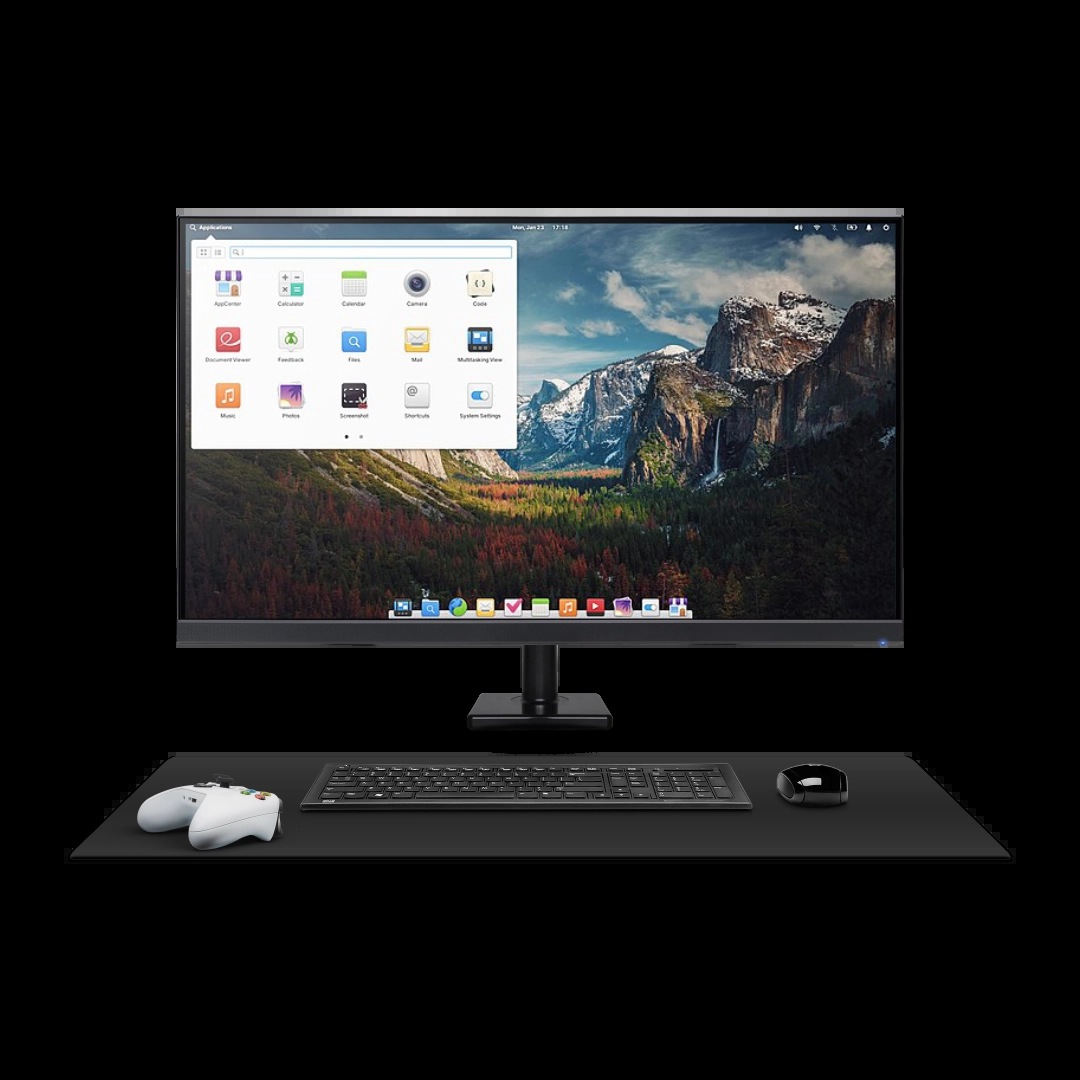 Applications
Mon, Jan 23 17:18
AppCenter
Calculator
Calendar
Camera
Code
Document Viewer
Feedback
Files
Mail
Multitasking View
Music
Photos
Screenshot
Shortcuts
System Settings